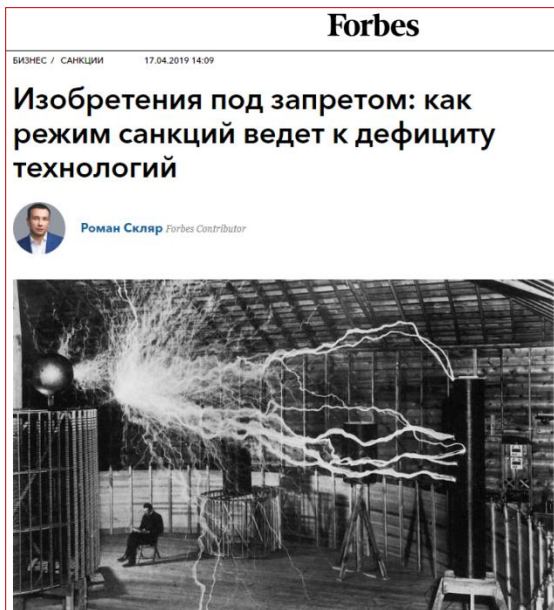 Forbes
БИЗНЕС / САНКЦИИ 17.04.2019 14:09
Изобретения под запретом: как
режим санкций ведет к дефициту
технологий
Роман Скляр Forbes Contributor